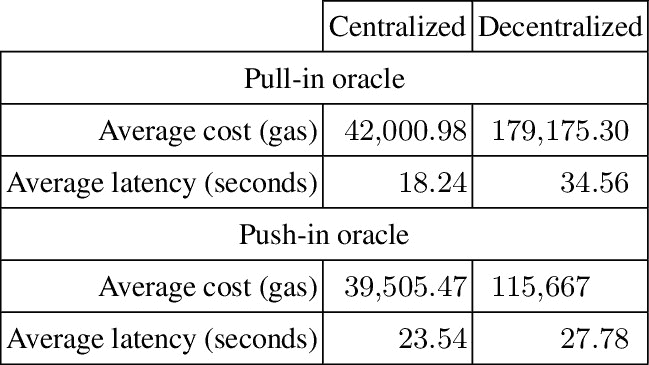 Centralized Decentralized
Pull-in oracle
Average cost (gas) 42,000.98 179,175.30
Average latency (seconds) 18.24 34.56
Push-in oracle
Average cost (gas) 39,505.47 115,667
Average latency (seconds) 23.54 27.78